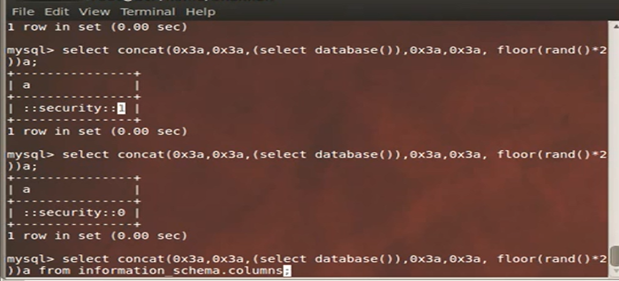 File Edit View Terminal Help
1 row in set (0.00 sec)
mysql> select concat(0x3a,0x3a,(select database()),0x3a,0x3a, floor(rand()*2
))a;
+---------------+
| a             |
+---------------+
| ::security::1 |
+---------------+
1 row in set (0.00 sec)
mysql> select concat(0x3a,0x3a,(select database()),0x3a,0x3a, floor(rand()*2
))a;
+---------------+
| a             |
+---------------+
| ::security::0 |
+---------------+
1 row in set (0.00 sec)
mysql> select concat(0x3a,0x3a,(select database()),0x3a,0x3a, floor(rand()*2
))a from information_schema.columns;